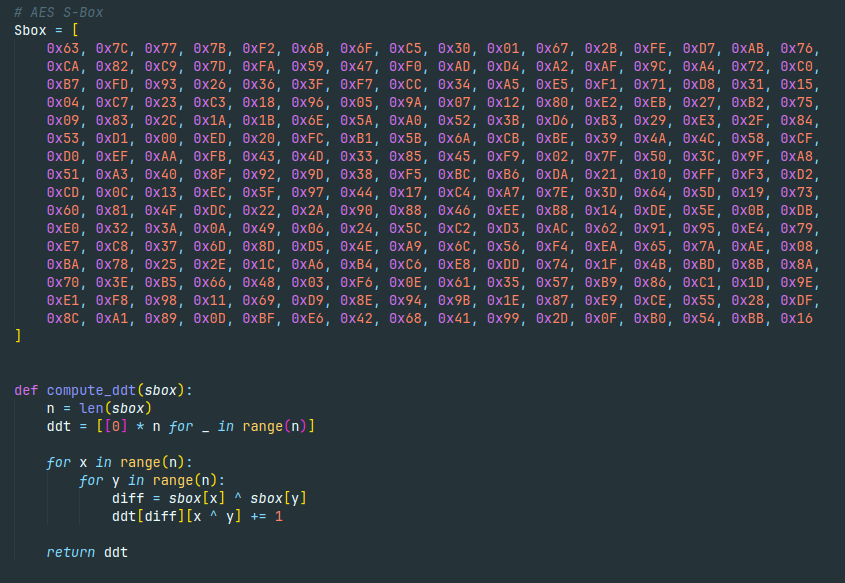 # AES S-Box
Sbox = [
    0x63, 0x7C, 0x77, 0x7B, 0xF2, 0x6B, 0x6F, 0xC5, 0x30, 0x01, 0x67, 0x2B, 0xFE, 0xD7, 0xAB, 0x76,
    0xCA, 0x82, 0xC9, 0x7D, 0xFA, 0x59, 0x47, 0xF0, 0xAD, 0xD4, 0xA2, 0xAF, 0x9C, 0xA4, 0x72, 0xC0,
    0xB7, 0xFD, 0x93, 0x26, 0x36, 0x3F, 0xF7, 0xCC, 0x34, 0xA5, 0xE5, 0xF1, 0x71, 0xD8, 0x31, 0x15,
    0x04, 0xC7, 0x23, 0xC3, 0x18, 0x96, 0x05, 0x9A, 0x07, 0x12, 0x80, 0xE2, 0xEB, 0x27, 0xB2, 0x75,
    0x09, 0x83, 0x2C, 0x1A, 0x1B, 0x6E, 0x5A, 0xA0, 0x52, 0x3B, 0xD6, 0xB3, 0x29, 0xE3, 0x2F, 0x84,
    0x53, 0xD1, 0x00, 0xED, 0x20, 0xFC, 0xB1, 0x5B, 0x6A, 0xCB, 0xBE, 0x39, 0x4A, 0x4C, 0x58, 0xCF,
    0xD0, 0xEF, 0xAA, 0xFB, 0x43, 0x4D, 0x33, 0x85, 0x45, 0xF9, 0x02, 0x7F, 0x50, 0x3C, 0x9F, 0xA8,
    0x51, 0xA3, 0x40, 0x8F, 0x92, 0x9D, 0x38, 0xF5, 0xBC, 0xB6, 0xDA, 0x21, 0x10, 0xFF, 0xF3, 0xD2,
    0xCD, 0x0C, 0x13, 0xEC, 0x5F, 0x97, 0x44, 0x17, 0xC4, 0xA7, 0x7E, 0x3D, 0x64, 0x5D, 0x19, 0x73,
    0x60, 0x81, 0x4F, 0xDC, 0x22, 0x2A, 0x90, 0x88, 0x46, 0xEE, 0xB8, 0x14, 0xDE, 0x5E, 0x0B, 0xDB,
    0xE0, 0x32, 0x3A, 0x0A, 0x49, 0x06, 0x24, 0x5C, 0xC2, 0xD3, 0xAC, 0x62, 0x91, 0x95, 0xE4, 0x79,
    0xE7, 0xC8, 0x37, 0x6D, 0x8D, 0xD5, 0x4E, 0xA9, 0x6C, 0x56, 0xF4, 0xEA, 0x65, 0x7A, 0xAE, 0x08,
    0xBA, 0x78, 0x25, 0x2E, 0x1C, 0xA6, 0xB4, 0xC6, 0xE8, 0xDD, 0x74, 0x1F, 0x4B, 0xBD, 0x8B, 0x8A,
    0x70, 0x3E, 0xB5, 0x66, 0x48, 0x03, 0xF6, 0x0E, 0x61, 0x35, 0x57, 0xB9, 0x86, 0xC1, 0x1D, 0x9E,
    0xE1, 0xF8, 0x98, 0x11, 0x69, 0xD9, 0x8E, 0x94, 0x9B, 0x1E, 0x87, 0xE9, 0xCE, 0x55, 0x28, 0xDF,
    0x8C, 0xA1, 0x89, 0x0D, 0xBF, 0xE6, 0x42, 0x68, 0x41, 0x99, 0x2D, 0x0F, 0xB0, 0x54, 0xBB, 0x16
]
def compute_ddt(sbox):
    n = len(sbox)
    ddt = [[0] * n for _ in range(n)]
    for x in range(n):
        for y in range(n):
            diff = sbox[x] ^ sbox[y]
            ddt[diff][x ^ y] += 1
    return ddt